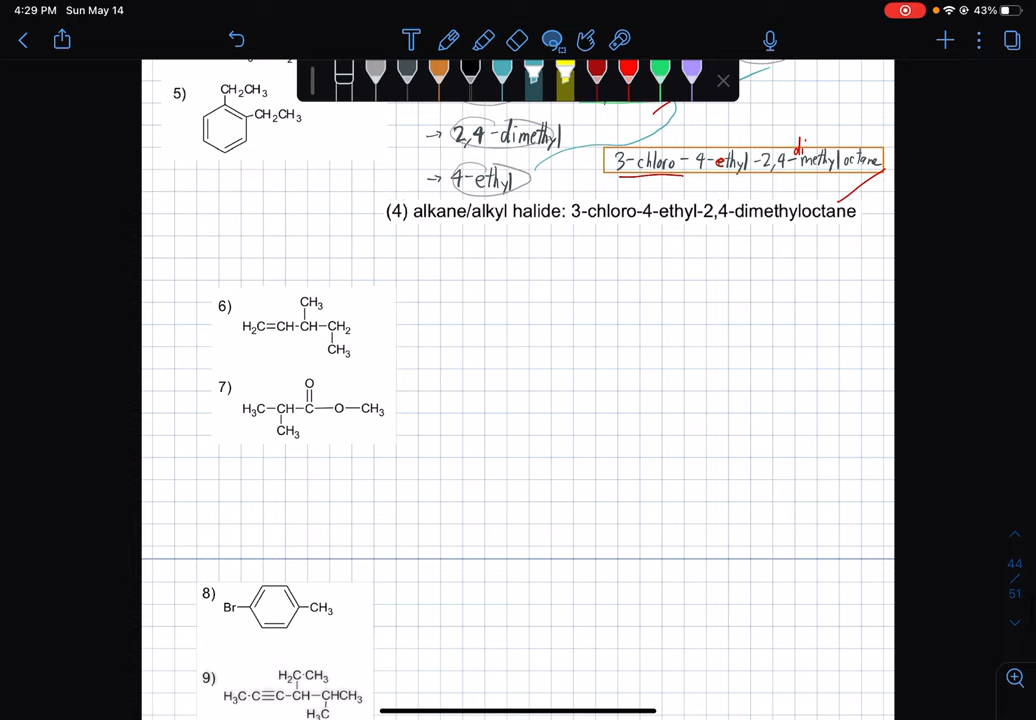 4:29 PM Sun May 14
43%
T
2
5)
CH₂CH₃
CH₂CH₃
→ 2,4-dimethyl
→ 4-ethyl
di
3-chloro-4-ethyl-2,4-methyl octane
(4) alkane/alkyl halide: 3-chloro-4-ethyl-2,4-dimethyloctane
6)
CH₃
H₂C=CH-CH-CH₂
CH₃
7)
O
H₃C-CH-C-O-CH₃
CH₃
44
/
51
8)
Br
CH₃
9)
H₂C·CH₃
H₃C·C≡C-CH-CHCH₃
H₃C